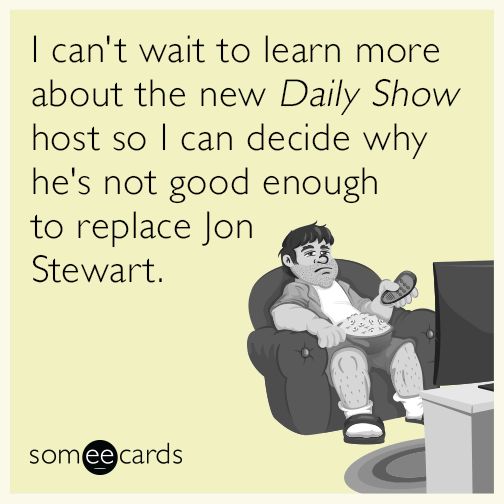 I can't wait to learn more
about the new Daily Show
host so I can decide why
he's not good enough
to replace Jon
Stewart.
someecards